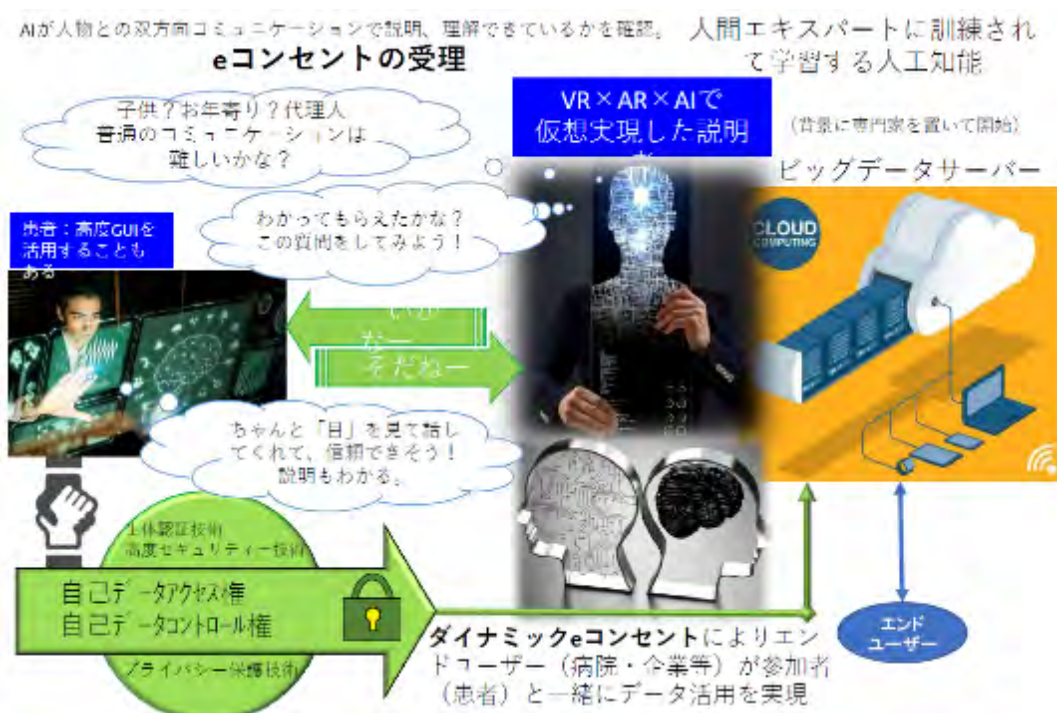 AIが人物との双方向コミュニケーションで説明、理解できているかを確認。
eコンセントの受理
人間エキスパートに訓練され
て学習する人工知能
子供？お年寄り？代理人
普通のコミュニケーションは
難しいかな？
VR×AR×AIで
仮想実現した説明
（背景に専門家を置いて開始）
ビッグデータサーバー
わかってもらえたかな？
この質問をしてみよう！
患者：高度GUIを
活用することも
ある
CLOUD
COMPUTING
なー
そだねー
ちゃんと「目」を見て話し
てくれて、信頼できそう！
説明もわかる。
生体認証技術
高度セキュリティー技術
自己データアクセス権
自己データコントロール権
プライバシー保護技術
エンド
ユーザー
ダイナミックeコンセントによりエン
ドユーザー（病院・企業等）が参加者
（患者）と一緒にデータ活用を実現